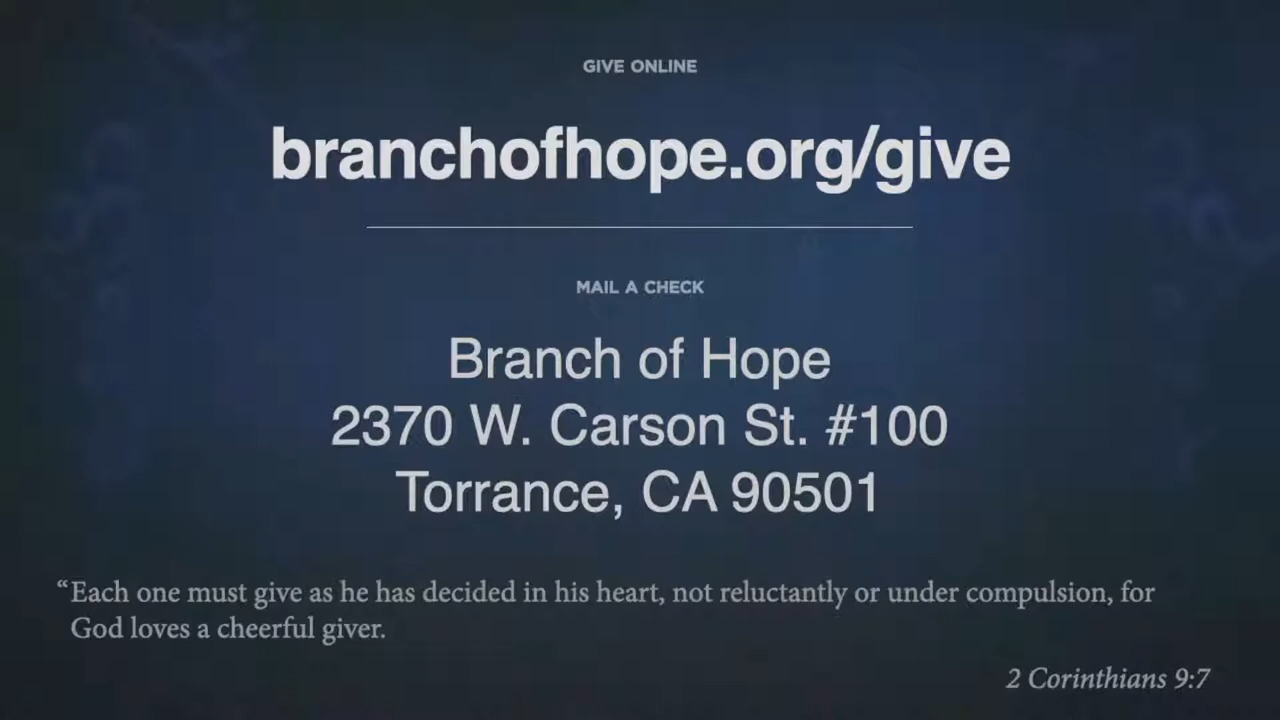 GIVE ONLINE
branchofhope.org/give
MAIL A CHECK
Branch of Hope
2370 W. Carson St. #100
Torrance, CA 90501
“Each one must give as he has decided in his heart, not reluctantly or under compulsion, for
God loves a cheerful giver.
2 Corinthians 9:7